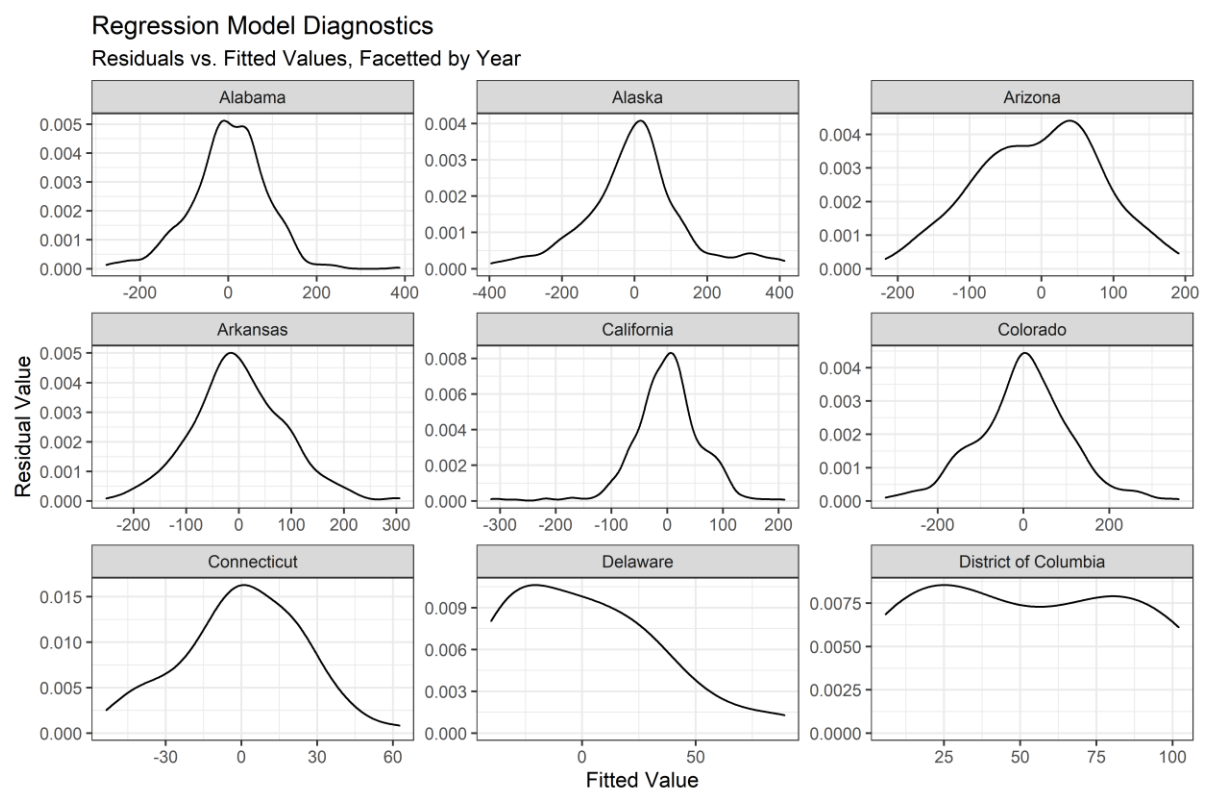 Regression Model Diagnostics
Residuals vs. Fitted Values, Facetted by Year
Alabama
0.005
0.004
0.003
0.002
0.001
0.000
-200 0 200 400
Alaska
0.004
0.003
0.002
0.001
0.000
-400 -200 0 200 400
Arizona
0.004
0.003
0.002
0.001
0.000
-200 -100 0 100 200
Residual Value
Arkansas
0.005
0.004
0.003
0.002
0.001
0.000
-200 -100 0 100 200 300
California
0.008
0.006
0.004
0.002
0.000
-300 -200 -100 0 100 200
Colorado
0.004
0.003
0.002
0.001
0.000
-200 0 200
Connecticut
0.015
0.010
0.005
0.000
-30 0 30 60
Delaware
0.009
0.006
0.003
0.000
0 50
District of Columbia
0.0075
0.0050
0.0025
0.0000
25 50 75 100
Fitted Value